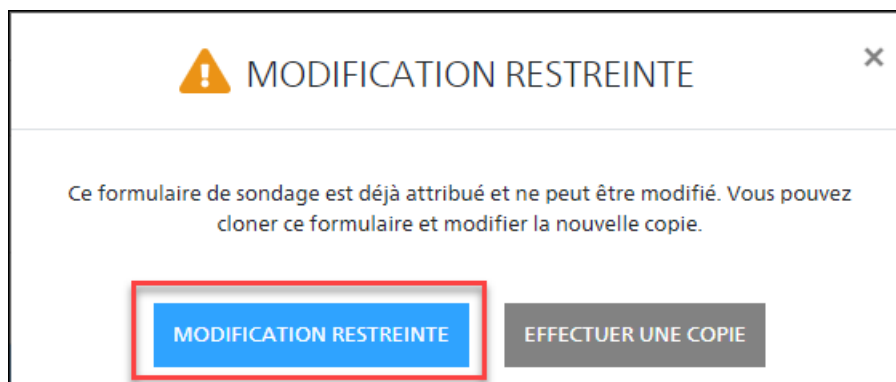 MODIFICATION RESTREINTE
Ce formulaire de sondage est déjà attribué et ne peut être modifié. Vous pouvez
cloner ce formulaire et modifier la nouvelle copie.
MODIFICATION RESTREINTE
EFFECTUER UNE COPIE